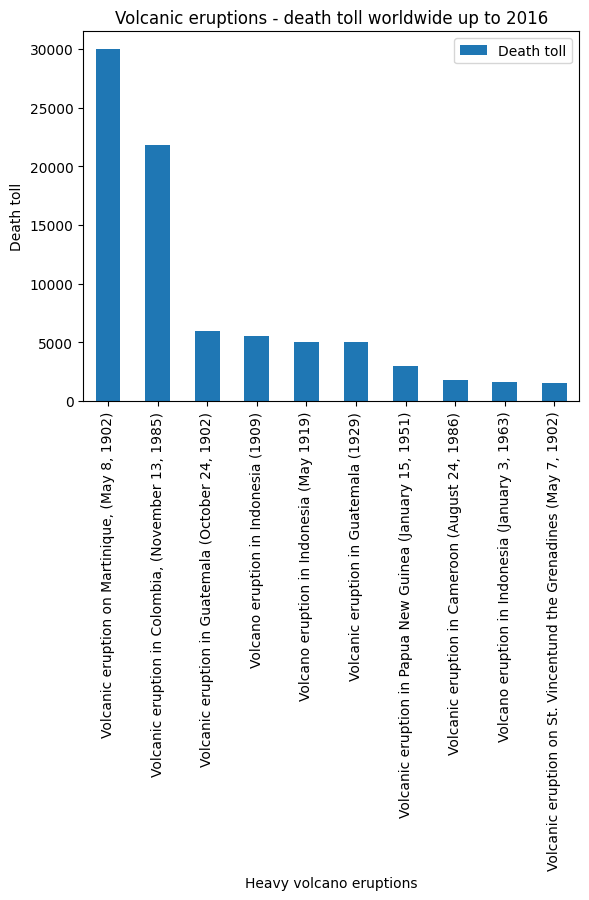 Volcanic eruptions - death toll worldwide up to 2016
Death toll
Death toll
30000
25000
20000
15000
10000
5000
0
Volcanic eruption on Martinique, (May 8, 1902)
Volcanic eruption in Colombia, (November 13, 1985)
Volcanic eruption in Guatemala (October 24, 1902)
Volcano eruption in Indonesia (1909)
Volcano eruption in Indonesia (May 1919)
Volcanic eruption in Guatemala (1929)
Volcanic eruption in Papua New Guinea (January 15, 1951)
Volcanic eruption in Cameroon (August 24, 1986)
Volcano eruption in Indonesia (January 3, 1963)
Volcanic eruption on St. Vincentund the Grenadines (May 7, 1902)
Heavy volcano eruptions